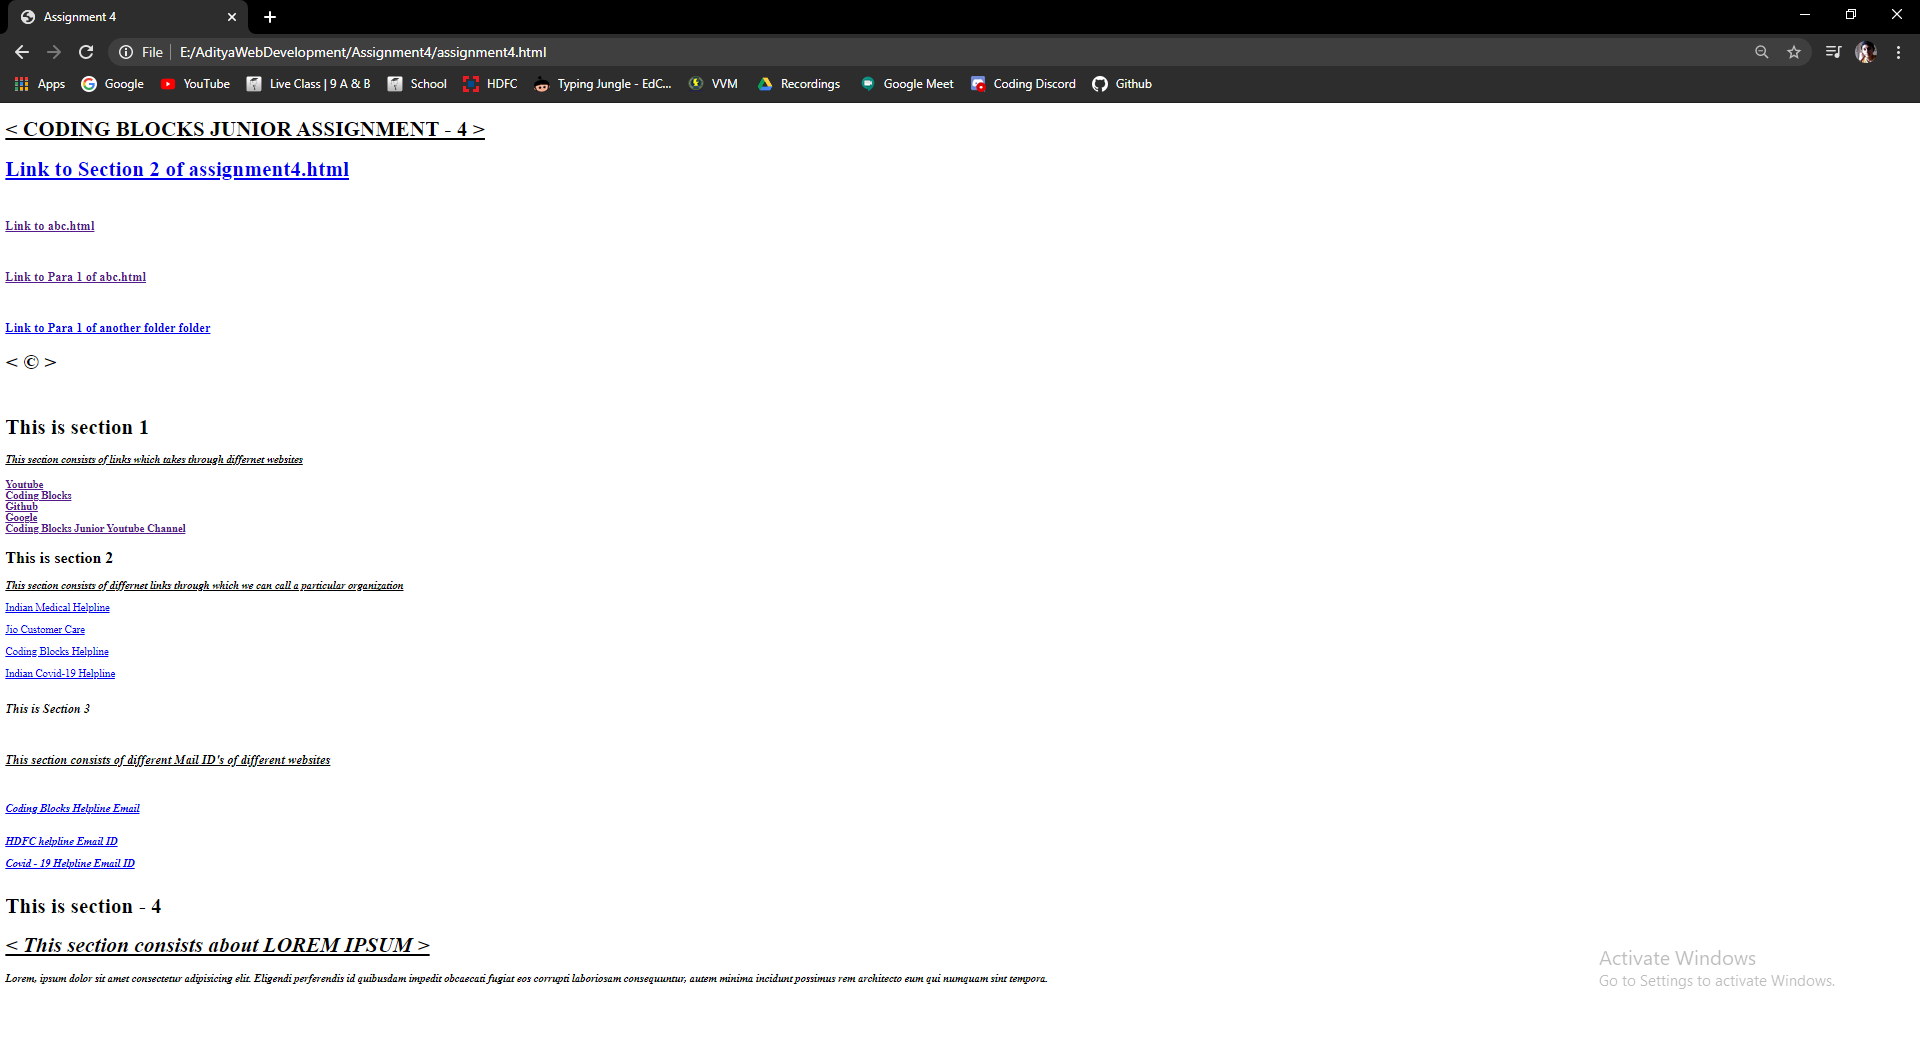 Assignment 4
File
E:/AdityaWebDevelopment/Assignment4/assignment4.html
Apps Google YouTube Live Class | 9 A & B School HDFC Typing Jungle - EdC... VVM Recordings Google Meet Coding Discord Github
< CODING BLOCKS JUNIOR ASSIGNMENT - 4 >
Link to Section 2 of assignment4.html
Link to abc.html
Link to Para 1 of abc.html
Link to Para 1 of another folder folder
< © >
This is section 1
This section consists of links which takes through differnet websites
Youtube
Coding Blocks
Github
Google
Coding Blocks Junior Youtube Channel
This is section 2
This section consists of differnet links through which we can call a particular organization
Indian Medical Helpline
Jio Customer Care
Coding Blocks Helpline
Indian Covid-19 Helpline
This is Section 3
This section consists of different Mail ID's of different websites
Coding Blocks Helpline Email
HDFC helpline Email ID
Covid - 19 Helpline Email ID
This is section - 4
< This section consists about LOREM IPSUM >
Lorem, ipsum dolor sit amet consectetur adipisicing elit. Eligendi perferendis id quibusdam impedit obcaecati fugiat eos corrupti laboriosam consequuntur, autem minima incidunt possimus rem architecto eum qui numquam sint tempora.
Activate Windows
Go to Settings to activate Windows.